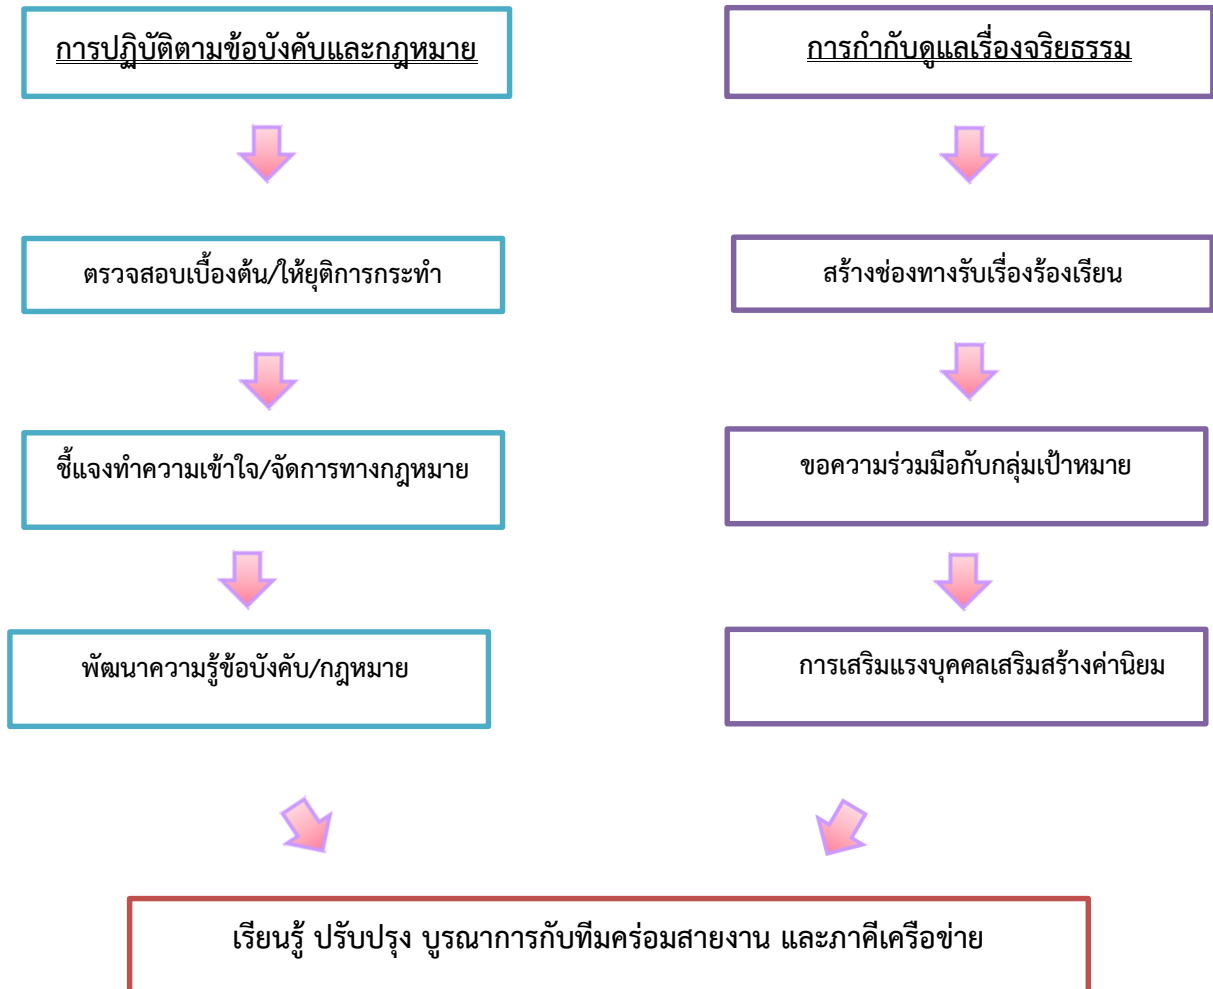 การปฏิบัติตามข้อบังคับและกฎหมาย
การกำกับดูแลเรื่องจริยธรรม
ตรวจสอบเบื้องต้น/ให้ยุติการกระทำ
สร้างช่องทางรับเรื่องร้องเรียน
ชี้แจงทำความเข้าใจ/จัดการทางกฎหมาย
ขอความร่วมมือกับกลุ่มเป้าหมาย
พัฒนาความรู้ข้อบังคับ/กฎหมาย
การเสริมแรงบุคคลเสริมสร้างค่านิยม
เรียนรู้ ปรับปรุง บูรณาการกับทีมคร่อมสายงาน และภาคีเครือข่าย